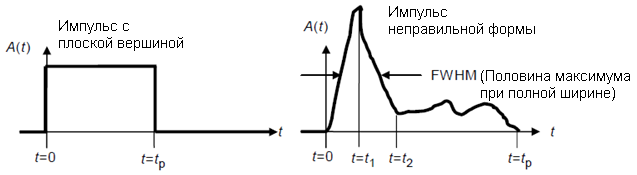 Импульс с
плоской вершиной
A(t)
t
t=0
t=tp
Импульс
неправильной формы
A(t)
FWHM (Половина максимума
при полной ширине)
t
t=0
t=t1
t=t2
t=tp